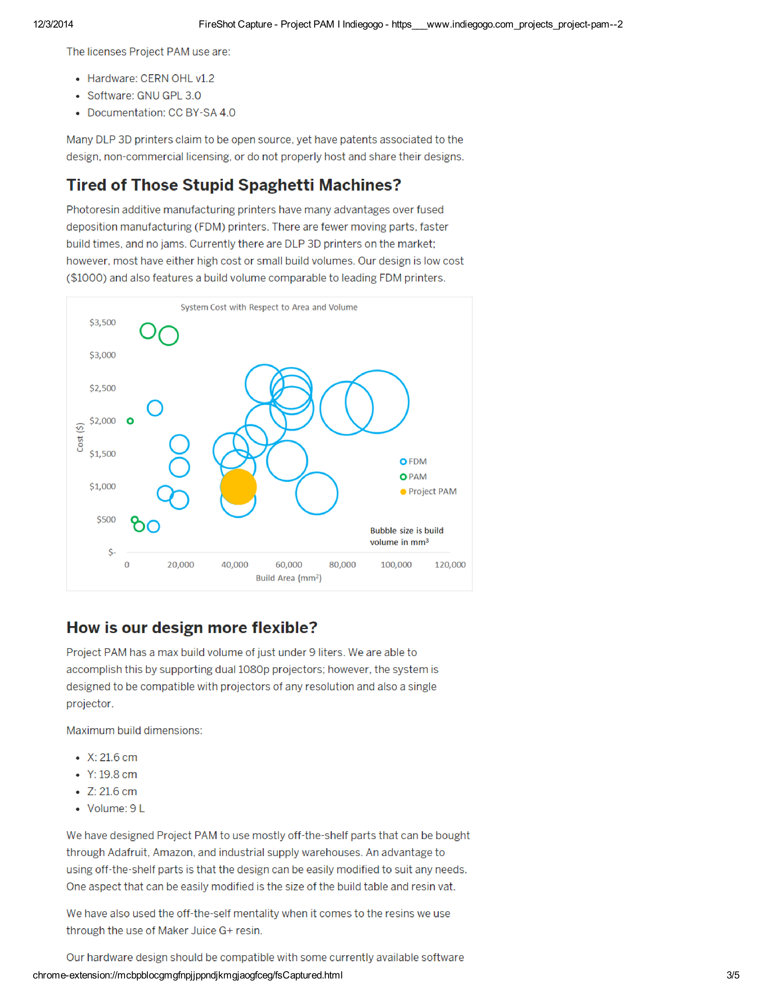 12/3/2014 FireShot Capture - Project PAM I Indiegogo - https___www.indiegogo.com_projects_project-pam--2
The licenses Project PAM use are:
• Hardware: CERN OHL v1.2
• Software: GNU GPL 3.0
• Documentation: CC BY-SA 4.0
Many DLP 3D printers claim to be open source, yet have patents associated to the
design, non-commercial licensing, or do not properly host and share their designs.
Tired of Those Stupid Spaghetti Machines?
Photoresin additive manufacturing printers have many advantages over fused
deposition manufacturing (FDM) printers. There are fewer moving parts, faster
build times, and no jams. Currently there are DLP 3D printers on the market;
however, most have either high cost or small build volumes. Our design is low cost
($1000) and also features a build volume comparable to leading FDM printers.
System Cost with Respect to Area and Volume
$3,500
$3,000
$2,500
$2,000
Cost ($)
$1,500
$1,000
$500
$-
FDM
PAM
Project PAM
Bubble size is build
volume in mm³
0 20,000 40,000 60,000 80,000 100,000 120,000
Build Area (mm²)
How is our design more flexible?
Project PAM has a max build volume of just under 9 liters. We are able to
accomplish this by supporting dual 1080p projectors; however, the system is
designed to be compatible with projectors of any resolution and also a single
projector.
Maximum build dimensions:
• X: 21.6 cm
• Y: 19.8 cm
• Z: 21.6 cm
• Volume: 9 L
We have designed Project PAM to use mostly off-the-shelf parts that can be bought
through Adafruit, Amazon, and industrial supply warehouses. An advantage to
using off-the-shelf parts is that the design can be easily modified to suit any needs.
One aspect that can be easily modified is the size of the build table and resin vat.
We have also used the off-the-self mentality when it comes to the resins we use
through the use of Maker Juice G+ resin.
Our hardware design should be compatible with some currently available software
chrome-extension://mcbpblocgmgfnpjjppndjkmgjaogfceg/fsCaptured.html 3/5